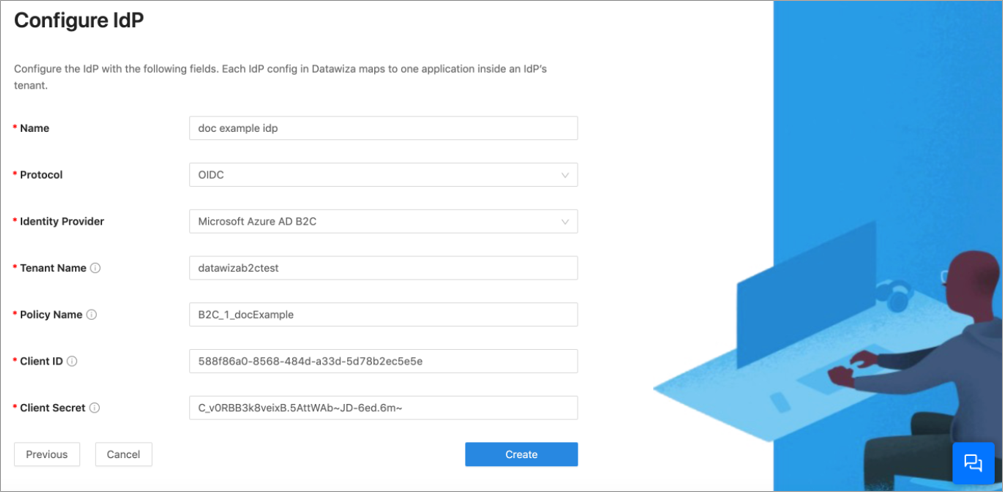 Configure IdP
Configure the IdP with the following fields. Each IdP config in Datawiza maps to one application inside an IdP's
tenant.
* Name
doc example idp
* Protocol
OIDC
* Identity Provider
Microsoft Azure AD B2C
* Tenant Name
datawizab2ctest
* Policy Name
B2C_1_docExample
* Client ID
588f86a0-8568-484d-a33d-5d78b2ec5e5e
* Client Secret
C_v0RBB3k8veixB.5AttWAb~JD-6ed.6m~
Previous
Cancel
Create